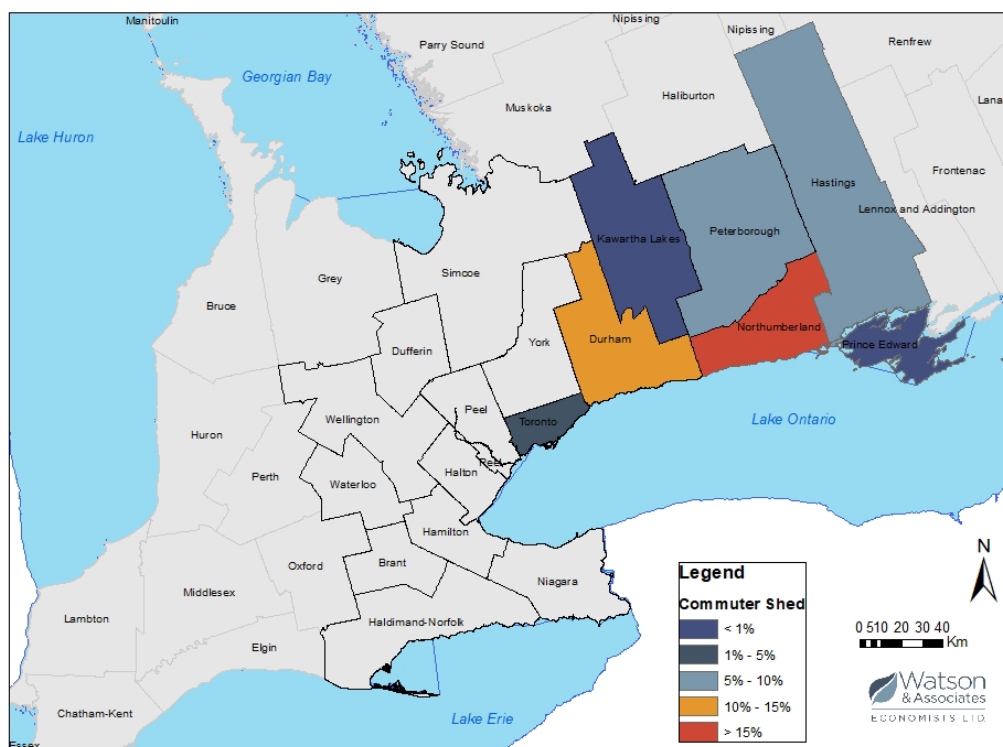 Manitoulin
Nipissing
Nipissing
Parry Sound
Renfrew
Georgian Bay
Haliburton
Lana
Muskoka
Lake Huron
Frontenac
Hastings
Lennox and Addington
Peterborough
Kawartha Lakes
Simcoe
Grey
Bruce
Northumberland
Durham
Prince Edward
York
Dufferin
Peel
Wellington
Toronto
Lake Ontario
Huron
Peel
Halton
Perth
Waterloo
Hamilton
Oxford
Brant
Niagara
Middlesex
Lambton
Haldimand-Norfolk
Elgin
Chatham-Kent
Lake Erie
Essex
N
Legend
Commuter Shed
< 1%
1% - 5%
5% - 10%
10% - 15%
> 15%
0 5 10 20 30 40
Km
Watson
& Associates
ECONOMISTS LTD.